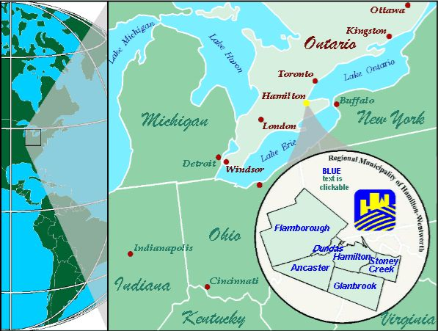 Ottawa
Kingston
Ontario
Lake Michigan
Lake Huron
Lake Ontario
Toronto
Hamilton
Buffalo
Michigan
London
New York
Lake Erie
Detroit
Windsor
Regional Municipality of Hamilton-Wentworth
BLUE
text is
clickable
HW
Flamborough
Dundas
Hamilton
Stoney
Creek
Ancaster
Glanbrook
Ohio
Indianapolis
Indiana
Cincinnati
Kentucky
Virginia